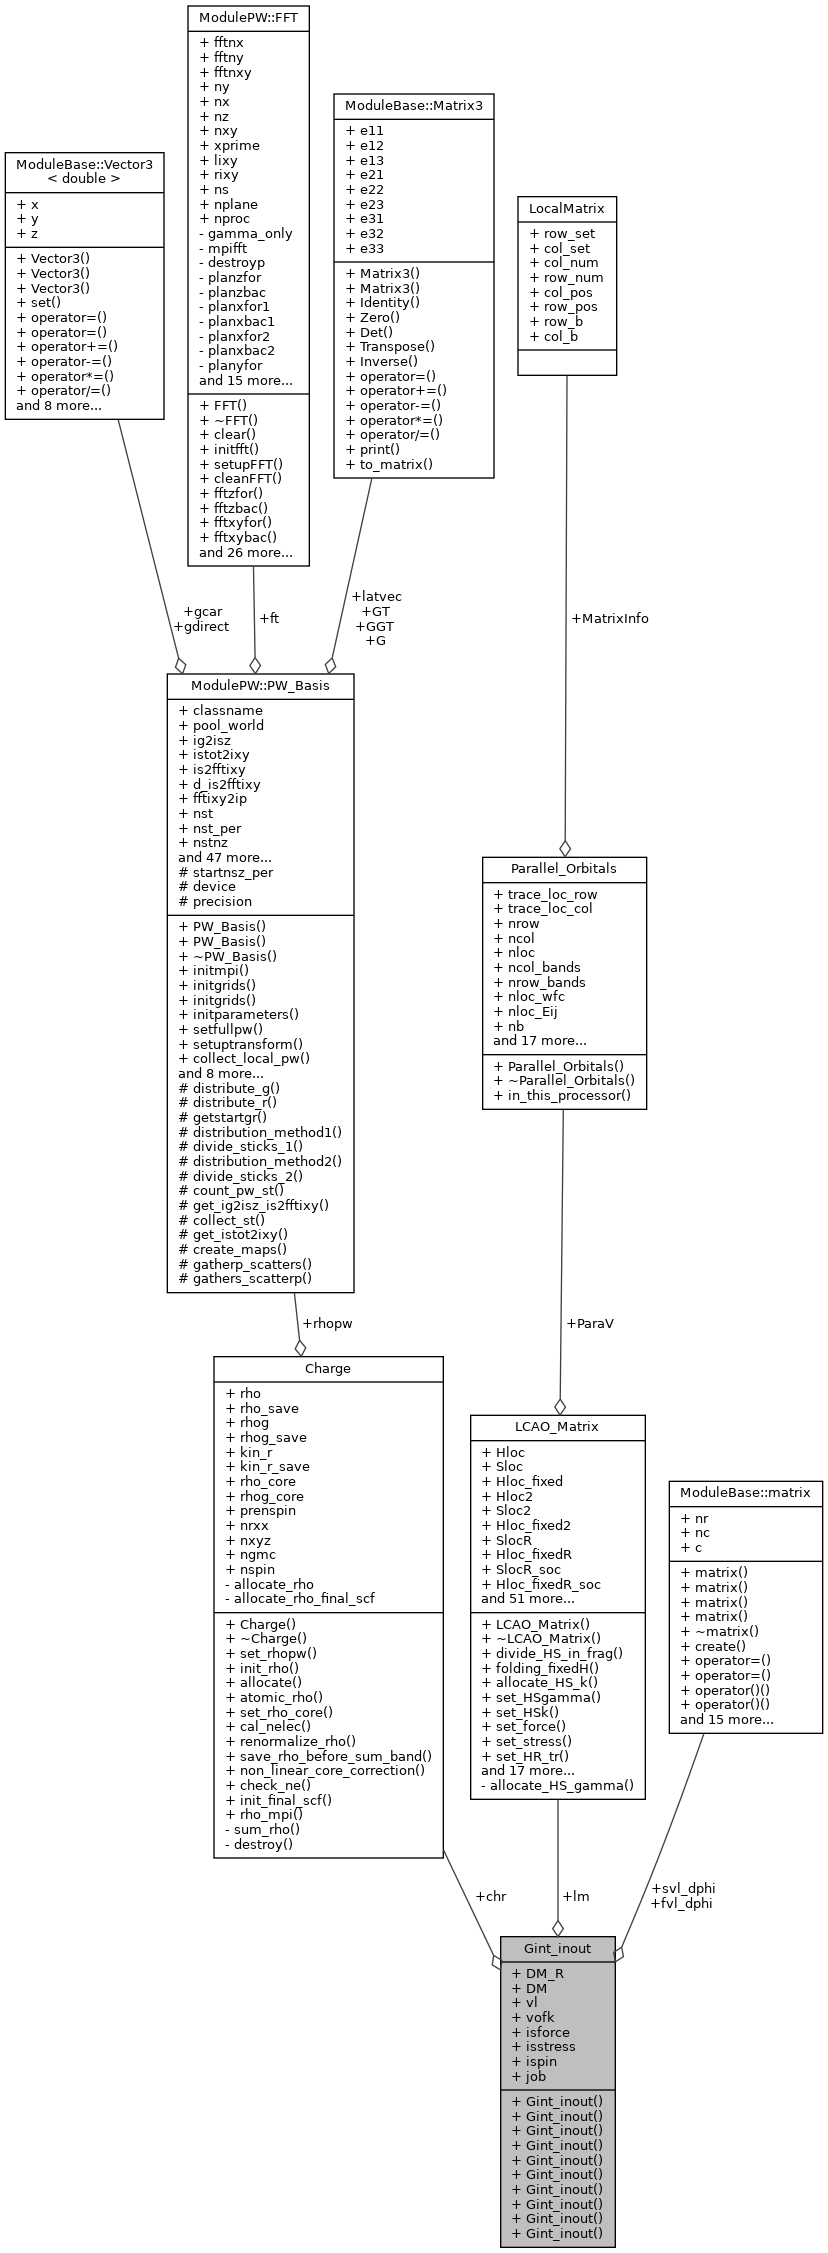 ModulePW::FFT
+ fftnx
+ fftny
+ fftnxy
+ ny
+ nx
+ nz
+ nxy
+ xprime
+ lixy
+ rixy
+ ns
+ nplane
+ nproc
- gamma_only
- mpifft
- destroyp
- planzfor
- planzbac
- planxfor1
- planxbac1
- planxfor2
- planxbac2
- planyfor
and 15 more...
+ FFT()
+ ~FFT()
+ clear()
+ initfft()
+ setupFFT()
+ cleanFFT()
+ fftzfor()
+ fftzbac()
+ fftxyfor()
+ fftxybac()
and 26 more...
ModuleBase::Matrix3
+ e11
+ e12
+ e13
+ e21
+ e22
+ e23
+ e31
+ e32
+ e33
+ Matrix3()
+ Matrix3()
+ Identity()
+ Zero()
+ Det()
+ Transpose()
+ Inverse()
+ operator=()
+ operator+=()
+ operator-=()
+ operator*=()
+ operator/=()
+ print()
+ to_matrix()
ModuleBase::Vector3
< double >
+ x
+ y
+ z
+ Vector3()
+ Vector3()
+ Vector3()
+ set()
+ operator=()
+ operator=()
+ operator+=()
+ operator-=()
+ operator*=()
+ operator/=()
and 8 more...
LocalMatrix
+ row_set
+ col_set
+ col_num
+ row_num
+ col_pos
+ row_pos
+ row_b
+ col_b
+gcar
+gdirect
+ft
+latvec
+GT
+GGT
+G
+MatrixInfo
ModulePW::PW_Basis
+ classname
+ pool_world
+ ig2isz
+ istot2ixy
+ is2fftixy
+ d_is2fftixy
+ fftixy2ip
+ nst
+ nst_per
+ nstnz
and 47 more...
# startnsz_per
# device
# precision
+ PW_Basis()
+ PW_Basis()
+ ~PW_Basis()
+ initmpi()
+ initgrids()
+ initgrids()
+ initparameters()
+ setfullpw()
+ setuptransform()
+ collect_local_pw()
and 8 more...
# distribute_g()
# distribute_r()
# getstartgr()
# distribution_method1()
# divide_sticks_1()
# distribution_method2()
# divide_sticks_2()
# count_pw_st()
# get_ig2isz_is2fftixy()
# collect_st()
# get_istot2ixy()
# create_maps()
# gatherp_scatters()
# gathers_scatterp()
Parallel_Orbitals
+ trace_loc_row
+ trace_loc_col
+ nrow
+ ncol
+ nloc
+ ncol_bands
+ nrow_bands
+ nloc_wfc
+ nloc_Eij
+ nb
and 17 more...
+ Parallel_Orbitals()
+ ~Parallel_Orbitals()
+ in_this_processor()
+rhopw
+ParaV
Charge
+ rho
+ rho_save
+ rhog
+ rhog_save
+ kin_r
+ kin_r_save
+ rho_core
+ rhog_core
+ prenspin
+ nrxx
+ nxyz
+ ngmc
+ nspin
- allocate_rho
- allocate_rho_final_scf
+ Charge()
+ ~Charge()
+ set_rhopw()
+ init_rho()
+ allocate()
+ atomic_rho()
+ set_rho_core()
+ cal_nelec()
+ renormalize_rho()
+ save_rho_before_sum_band()
+ non_linear_core_correction()
+ check_ne()
+ init_final_scf()
+ rho_mpi()
- sum_rho()
- destroy()
LCAO_Matrix
+ Hloc
+ Sloc
+ Hloc_fixed
+ Hloc2
+ Sloc2
+ Hloc_fixed2
+ SlocR
+ Hloc_fixedR
+ SlocR_soc
+ Hloc_fixedR_soc
and 51 more...
+ LCAO_Matrix()
+ ~LCAO_Matrix()
+ divide_HS_in_frag()
+ folding_fixedH()
+ allocate_HS_k()
+ set_HSgamma()
+ set_HSk()
+ set_force()
+ set_stress()
+ set_HR_tr()
and 17 more...
- allocate_HS_gamma()
ModuleBase::matrix
+ nr
+ nc
+ c
+ matrix()
+ matrix()
+ matrix()
+ matrix()
+ ~matrix()
+ create()
+ operator=()
+ operator=()
+ operator()()
+ operator()()
and 15 more...
+chr
+lm
+svl_dphi
+fvl_dphi
Gint_inout
+ DM_R
+ DM
+ vl
+ vofk
+ isforce
+ isstress
+ ispin
+ job
+ Gint_inout()
+ Gint_inout()
+ Gint_inout()
+ Gint_inout()
+ Gint_inout()
+ Gint_inout()
+ Gint_inout()
+ Gint_inout()
+ Gint_inout()
+ Gint_inout()